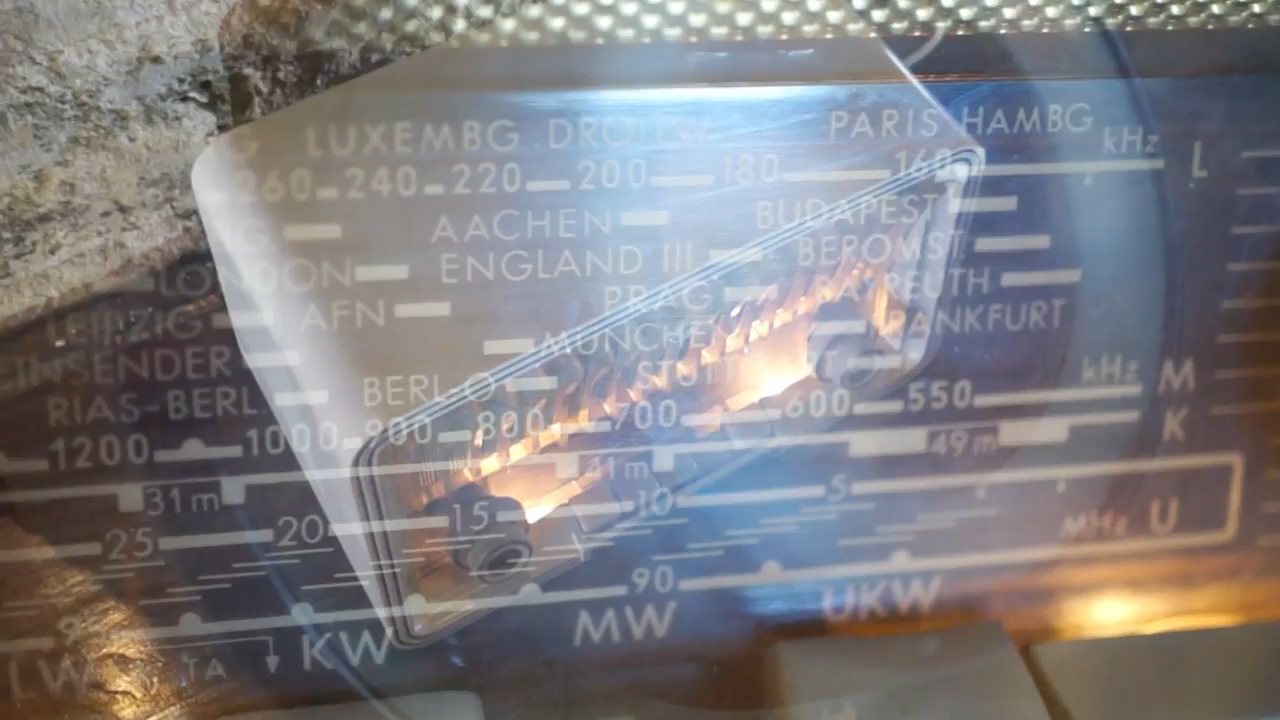 G LUXEMBG DROITW PARIS HAMBG
260 240 220 200 180 160 kHz L
AACHEN BUDAPEST
LONDON ENGLAND III BEROMST.
PRAG BAYREUTH
LEIPZIG AFN FRANKFURT
MÜNCHEN
EINSENDER STUTT
RIAS-BERL. BERL-O kHz M
1200 1000 900 800 700 600 550 K
31m 41m 49m
25 20 15 10 5 MHz U
90
LW TA KW MW UKW